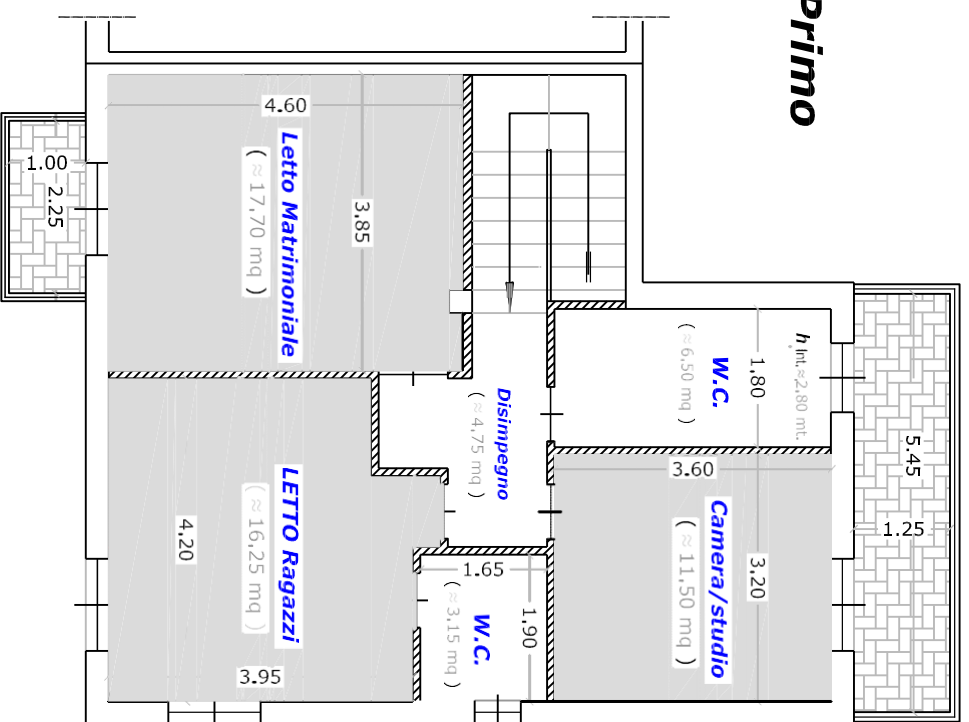 Primo
4.60
Letto Matrimoniale
( ≈ 17,70 mq )
3.85
1.00
2.25
h Int.≈2,80 mt.
1,80
W.C.
( ≈ 6,50 mq )
Disimpegno
( ≈ 4,75 mq )
5.45
1.25
3.60
Camera/studio
( ≈ 11,50 mq )
3.20
LETTO Ragazzi
( ≈ 16,25 mq )
4.20
3.95
1.65
1,90
W.C.
( ≈ 3,15 mq )